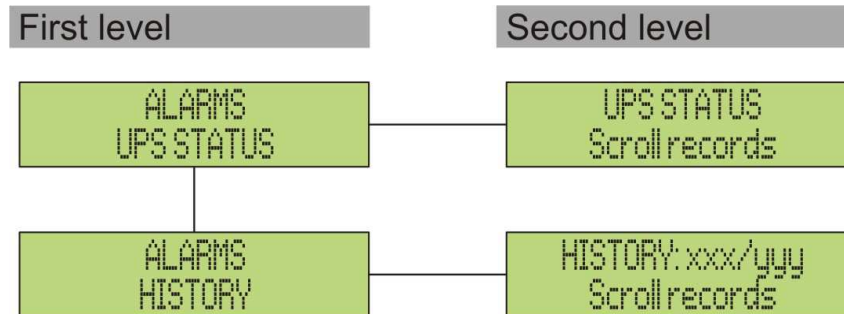 First level
Second level
ALARMS
UPS STATUS
UPS STATUS
Scroll records
ALARMS
HISTORY
HISTORY: xxx/yyy
Scroll records